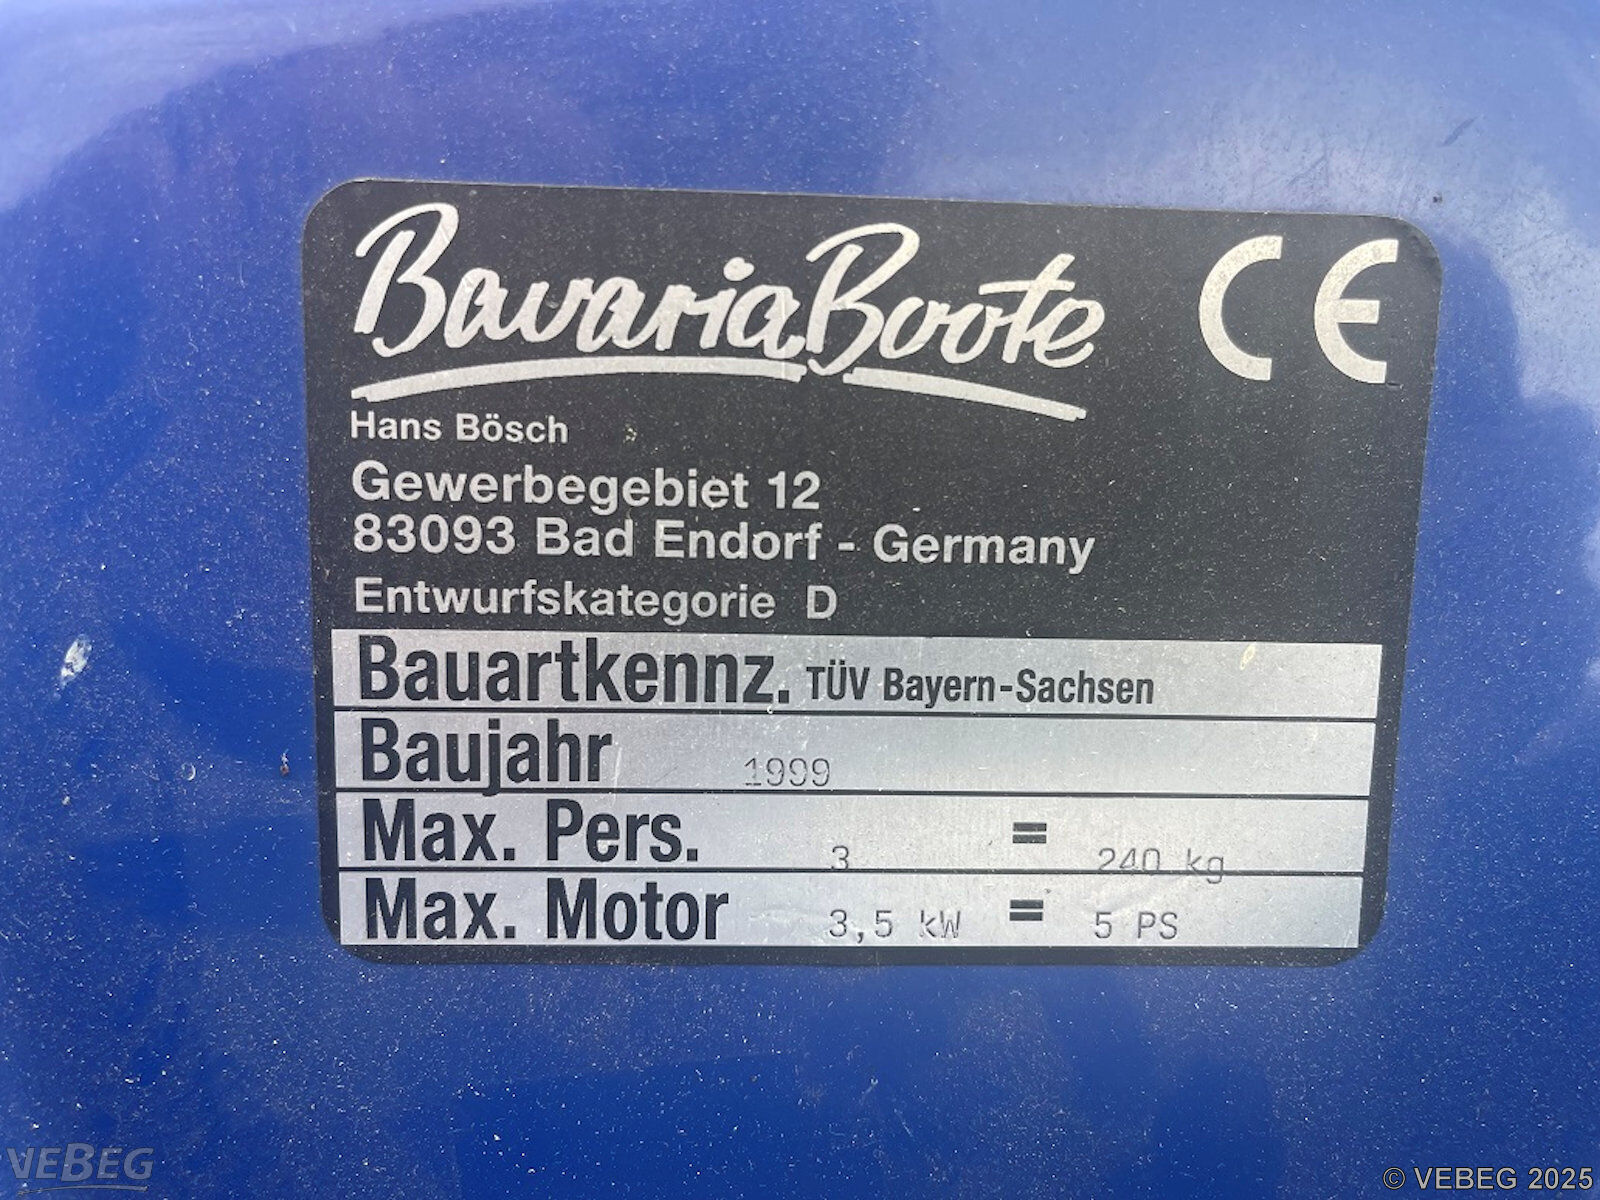 BavariaBoote CE
Hans Bösch
Gewerbegebiet 12
83093 Bad Endorf - Germany
Entwurfskategorie D
Bauartkennz. TÜV Bayern-Sachsen
Baujahr 1999
Max. Pers. 3 = 240 kg
Max. Motor 3,5 kW = 5 PS
VEBEG
© VEBEG 2025